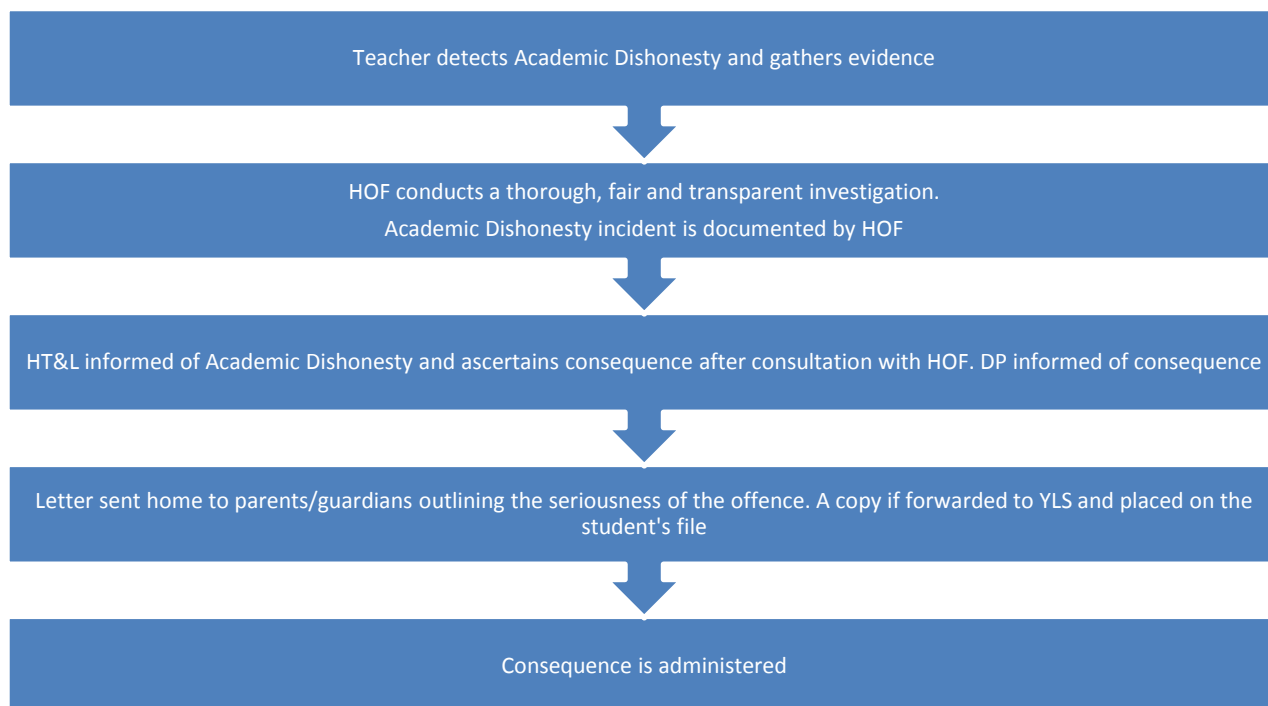 Teacher detects Academic Dishonesty and gathers evidence
HOF conducts a thorough, fair and transparent investigation.
Academic Dishonesty incident is documented by HOF
HT&L informed of Academic Dishonesty and ascertains consequence after consultation with HOF. DP informed of consequence
Letter sent home to parents/guardians outlining the seriousness of the offence. A copy if forwarded to YLS and placed on the
student's file
Consequence is administered